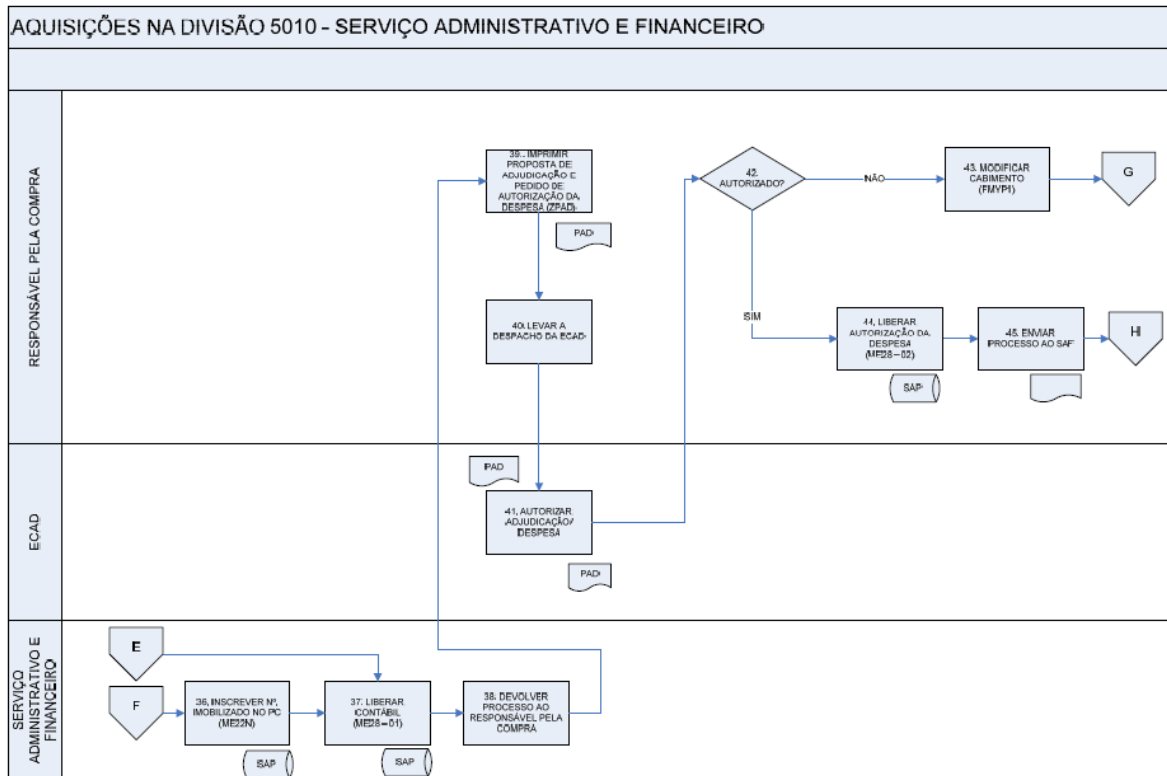 AQUISIÇÕES NA DIVISÃO 5010 - SERVIÇO ADMINISTRATIVO E FINANCEIRO
RESPONSÁVEL PELA COMPRA
39. IMPRIMIR
PROPOSTA DE
ADJUDICAÇÃO E
PEDIDO DE
AUTORIZAÇÃO DA
DESPESA (ZPAD)
PAD
42.
AUTORIZADO?
NÃO
43. MODIFICAR
CABIMENTO
(FMYP1)
G
40. LEVAR A
DESPACHO DA ECAD
SIM
44. LIBERAR
AUTORIZAÇÃO DA
DESPESA
(ME28-02)
SAP
45. ENVIAR
PROCESSO AO SAF
H
ECAD
PAD
41. AUTORIZAR
ADJUDICAÇÃO/
DESPESA
PAD
SERVIÇO
ADMINISTRATIVO E
FINANCEIRO
E
F
36. INSCREVER Nº.
IMOBILIZADO NO PC
(ME22N)
SAP
37. LIBERAR
CONTÁBIL
(ME28-01)
SAP
38. DEVOLVER
PROCESSO AO
RESPONSÁVEL PELA
COMPRA